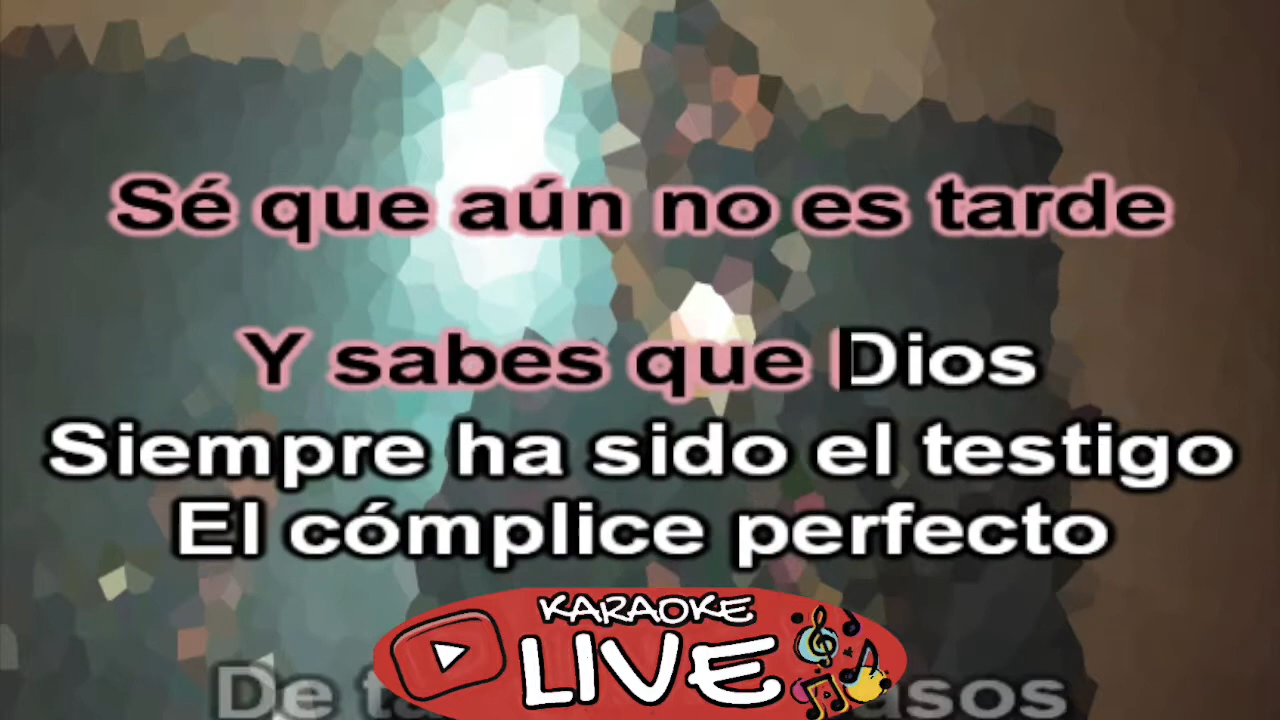 Sé que aún no es tarde
Y sabes que Dios
Siempre ha sido el testigo
El cómplice perfecto
De
KARAOKE
LIVE